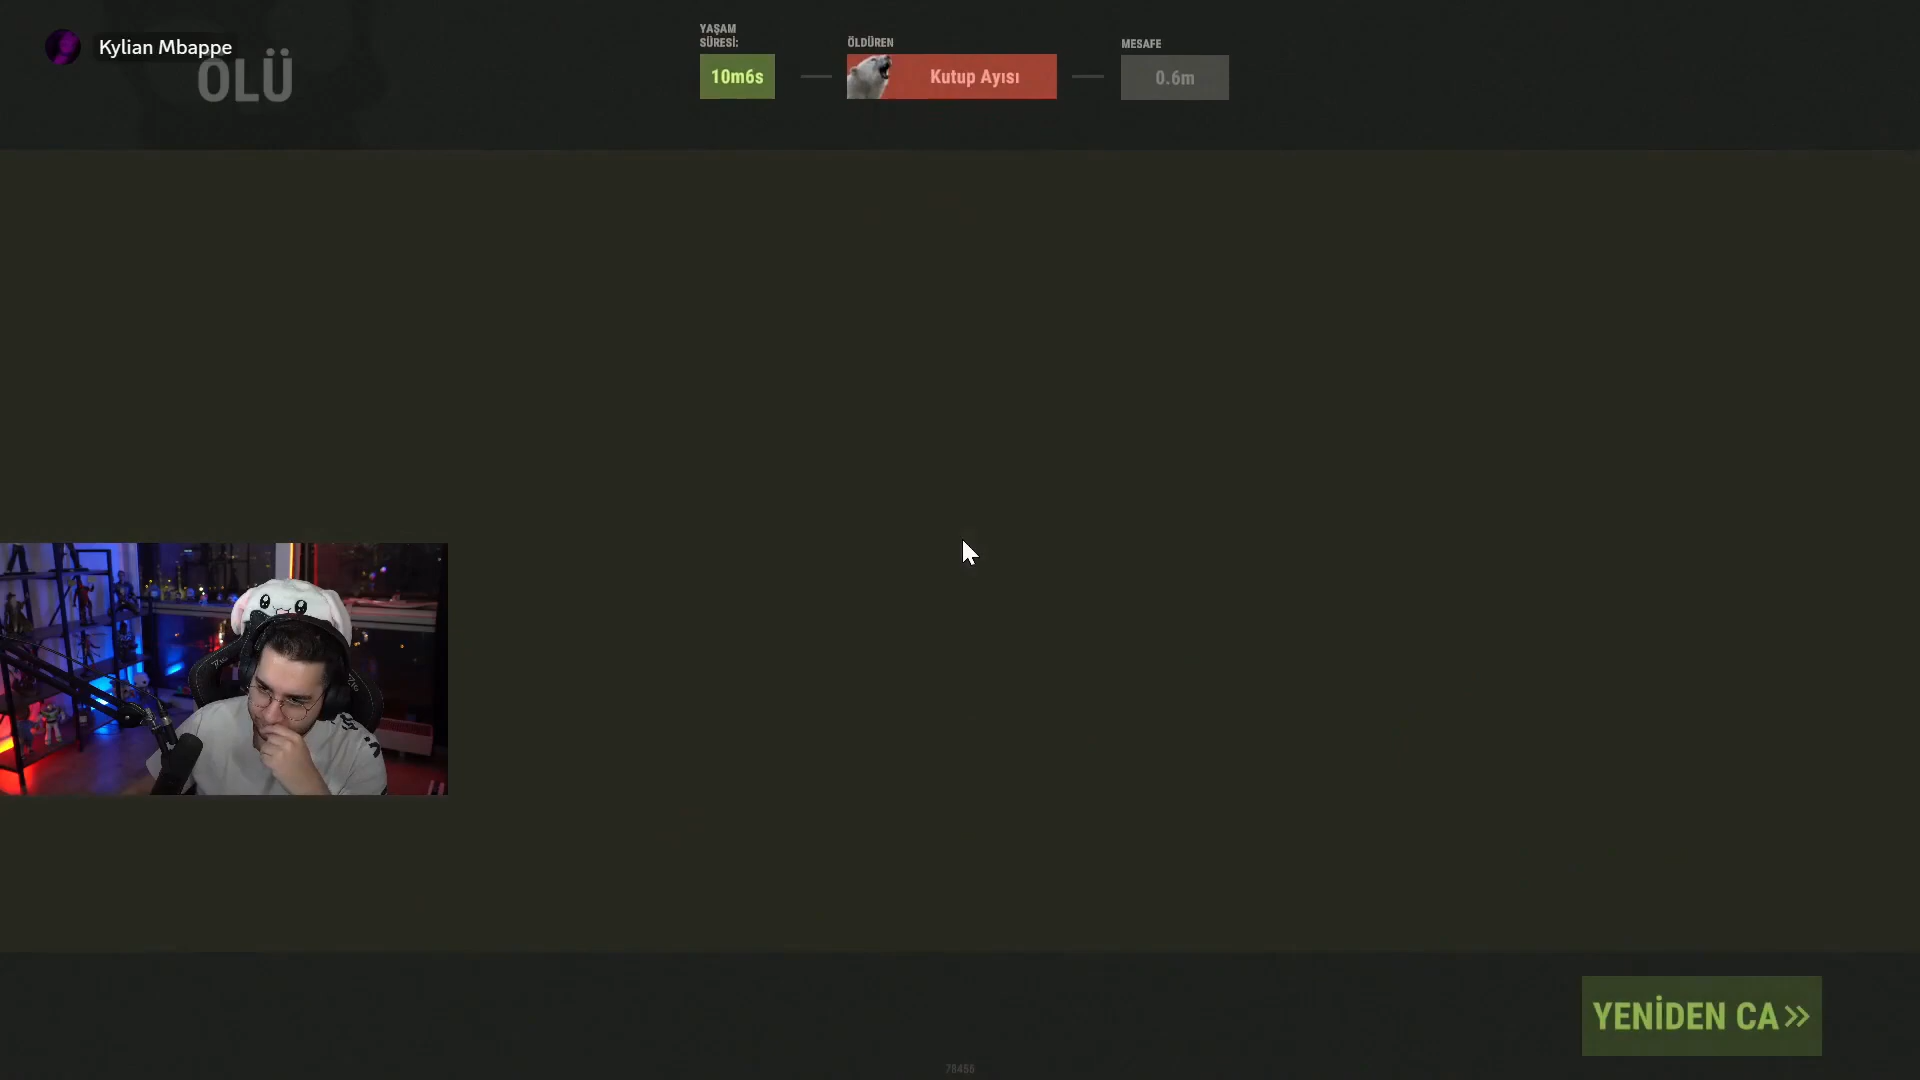 Kylian Mbappe
ÖLÜ
YAŞAM
SÜRESİ:
10m6s
ÖLDÜREN
Kutup Ayısı
MESAFE
0.6m
YENİDEN CA
78456